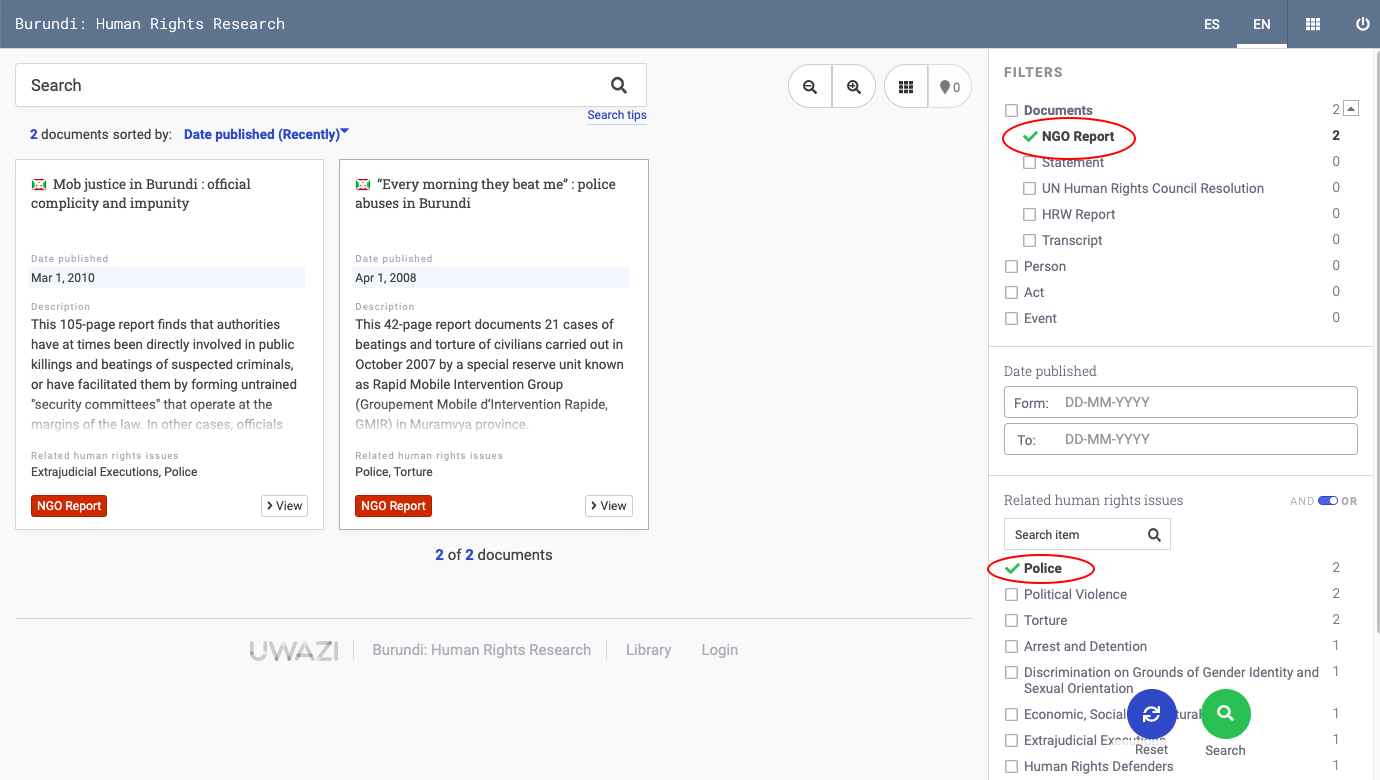 Burundi: Human Rights Research
ES
EN
Search
Search tips
0
2 documents sorted by: Date published (Recently)
Mob justice in Burundi : official
complicity and impunity
Date published
Mar 1, 2010
Description
This 105-page report finds that authorities
have at times been directly involved in public
killings and beatings of suspected criminals,
or have facilitated them by forming untrained
"security committees" that operate at the
margins of the law. In other cases, officials
Related human rights issues
Extrajudicial Executions, Police
NGO Report
View
“Every morning they beat me” : police
abuses in Burundi
Date published
Apr 1, 2008
Description
This 42-page report documents 21 cases of
beatings and torture of civilians carried out in
October 2007 by a special reserve unit known
as Rapid Mobile Intervention Group
(Groupement Mobile d’Intervention Rapide,
GMIR) in Muramvya province.
Related human rights issues
Police, Torture
NGO Report
View
2 of 2 documents
UWAZI
Burundi: Human Rights Research
Library
Login
FILTERS
Documents 2
NGO Report 2
Statement 0
UN Human Rights Council Resolution 0
HRW Report 0
Transcript 0
Person 0
Act 0
Event 0
Date published
Form: DD-MM-YYYY
To: DD-MM-YYYY
Related human rights issues AND OR
Search item
Police 2
Political Violence 2
Torture 2
Arrest and Detention 1
Discrimination on Grounds of Gender Identity and 1
Sexual Orientation
Economic, Social 1
Extrajudicial Executions 1
Human Rights Defenders 1
Reset
Search